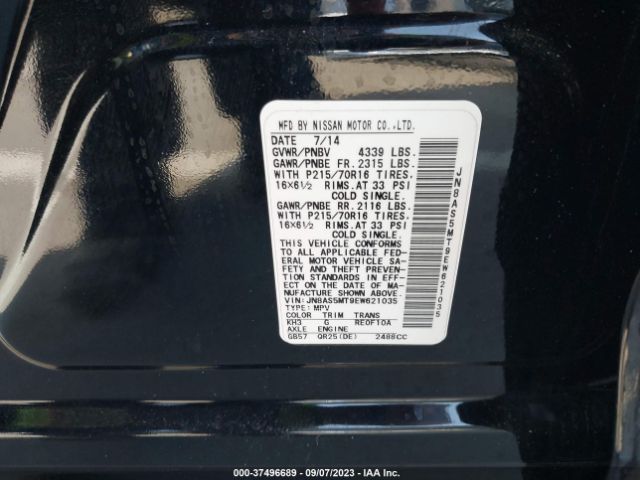 MFD BY NISSAN MOTOR CO.,LTD.
DATE 7/14
GVWR/PNBV 4339 LBS.
GAWR/PNBE FR. 2315 LBS.
WITH P215/70R16 TIRES,
16X6½ RIMS.AT 33 PSI
COLD SINGLE.
GAWR/PNBE RR. 2116 LBS.
WITH P215/70R16 TIRES,
16X6½ RIMS.AT 33 PSI
COLD SINGLE.
THIS VEHICLE CONFORMS
TO ALL APPLICABLE FED-
ERAL MOTOR VEHICLE SA-
FETY AND THEFT PREVEN-
TION STANDARDS IN EFF-
ECT ON THE DATE OF MA-
NUFACTURE SHOWN ABOVE.
VIN: JN8AS5MT9EW621035
TYPE: MPV
COLOR TRIM TRANS
KH3 G RE0F10A
AXLE ENGINE
GB57 QR25(DE) 2488CC
JN8AS5MT9EW621035
000-37496689 - 09/07/2023 - IAA Inc.